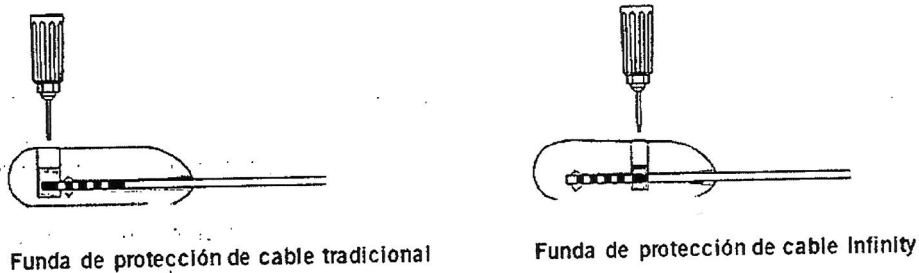 Funda de protección de cable tradicional
Funda de protección de cable Infinity